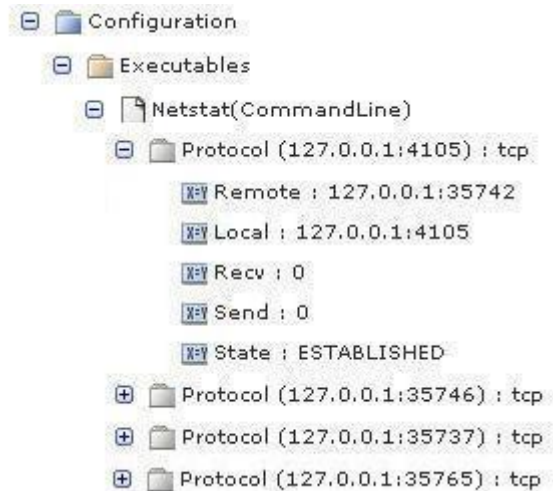 Configuration
Executables
Netstat(CommandLine)
Protocol (127.0.0.1:4105) : tcp
Remote : 127.0.0.1:35742
Local : 127.0.0.1:4105
Recv : 0
Send : 0
State : ESTABLISHED
Protocol (127.0.0.1:35746) : tcp
Protocol (127.0.0.1:35737) : tcp
Protocol (127.0.0.1:35765) : tcp